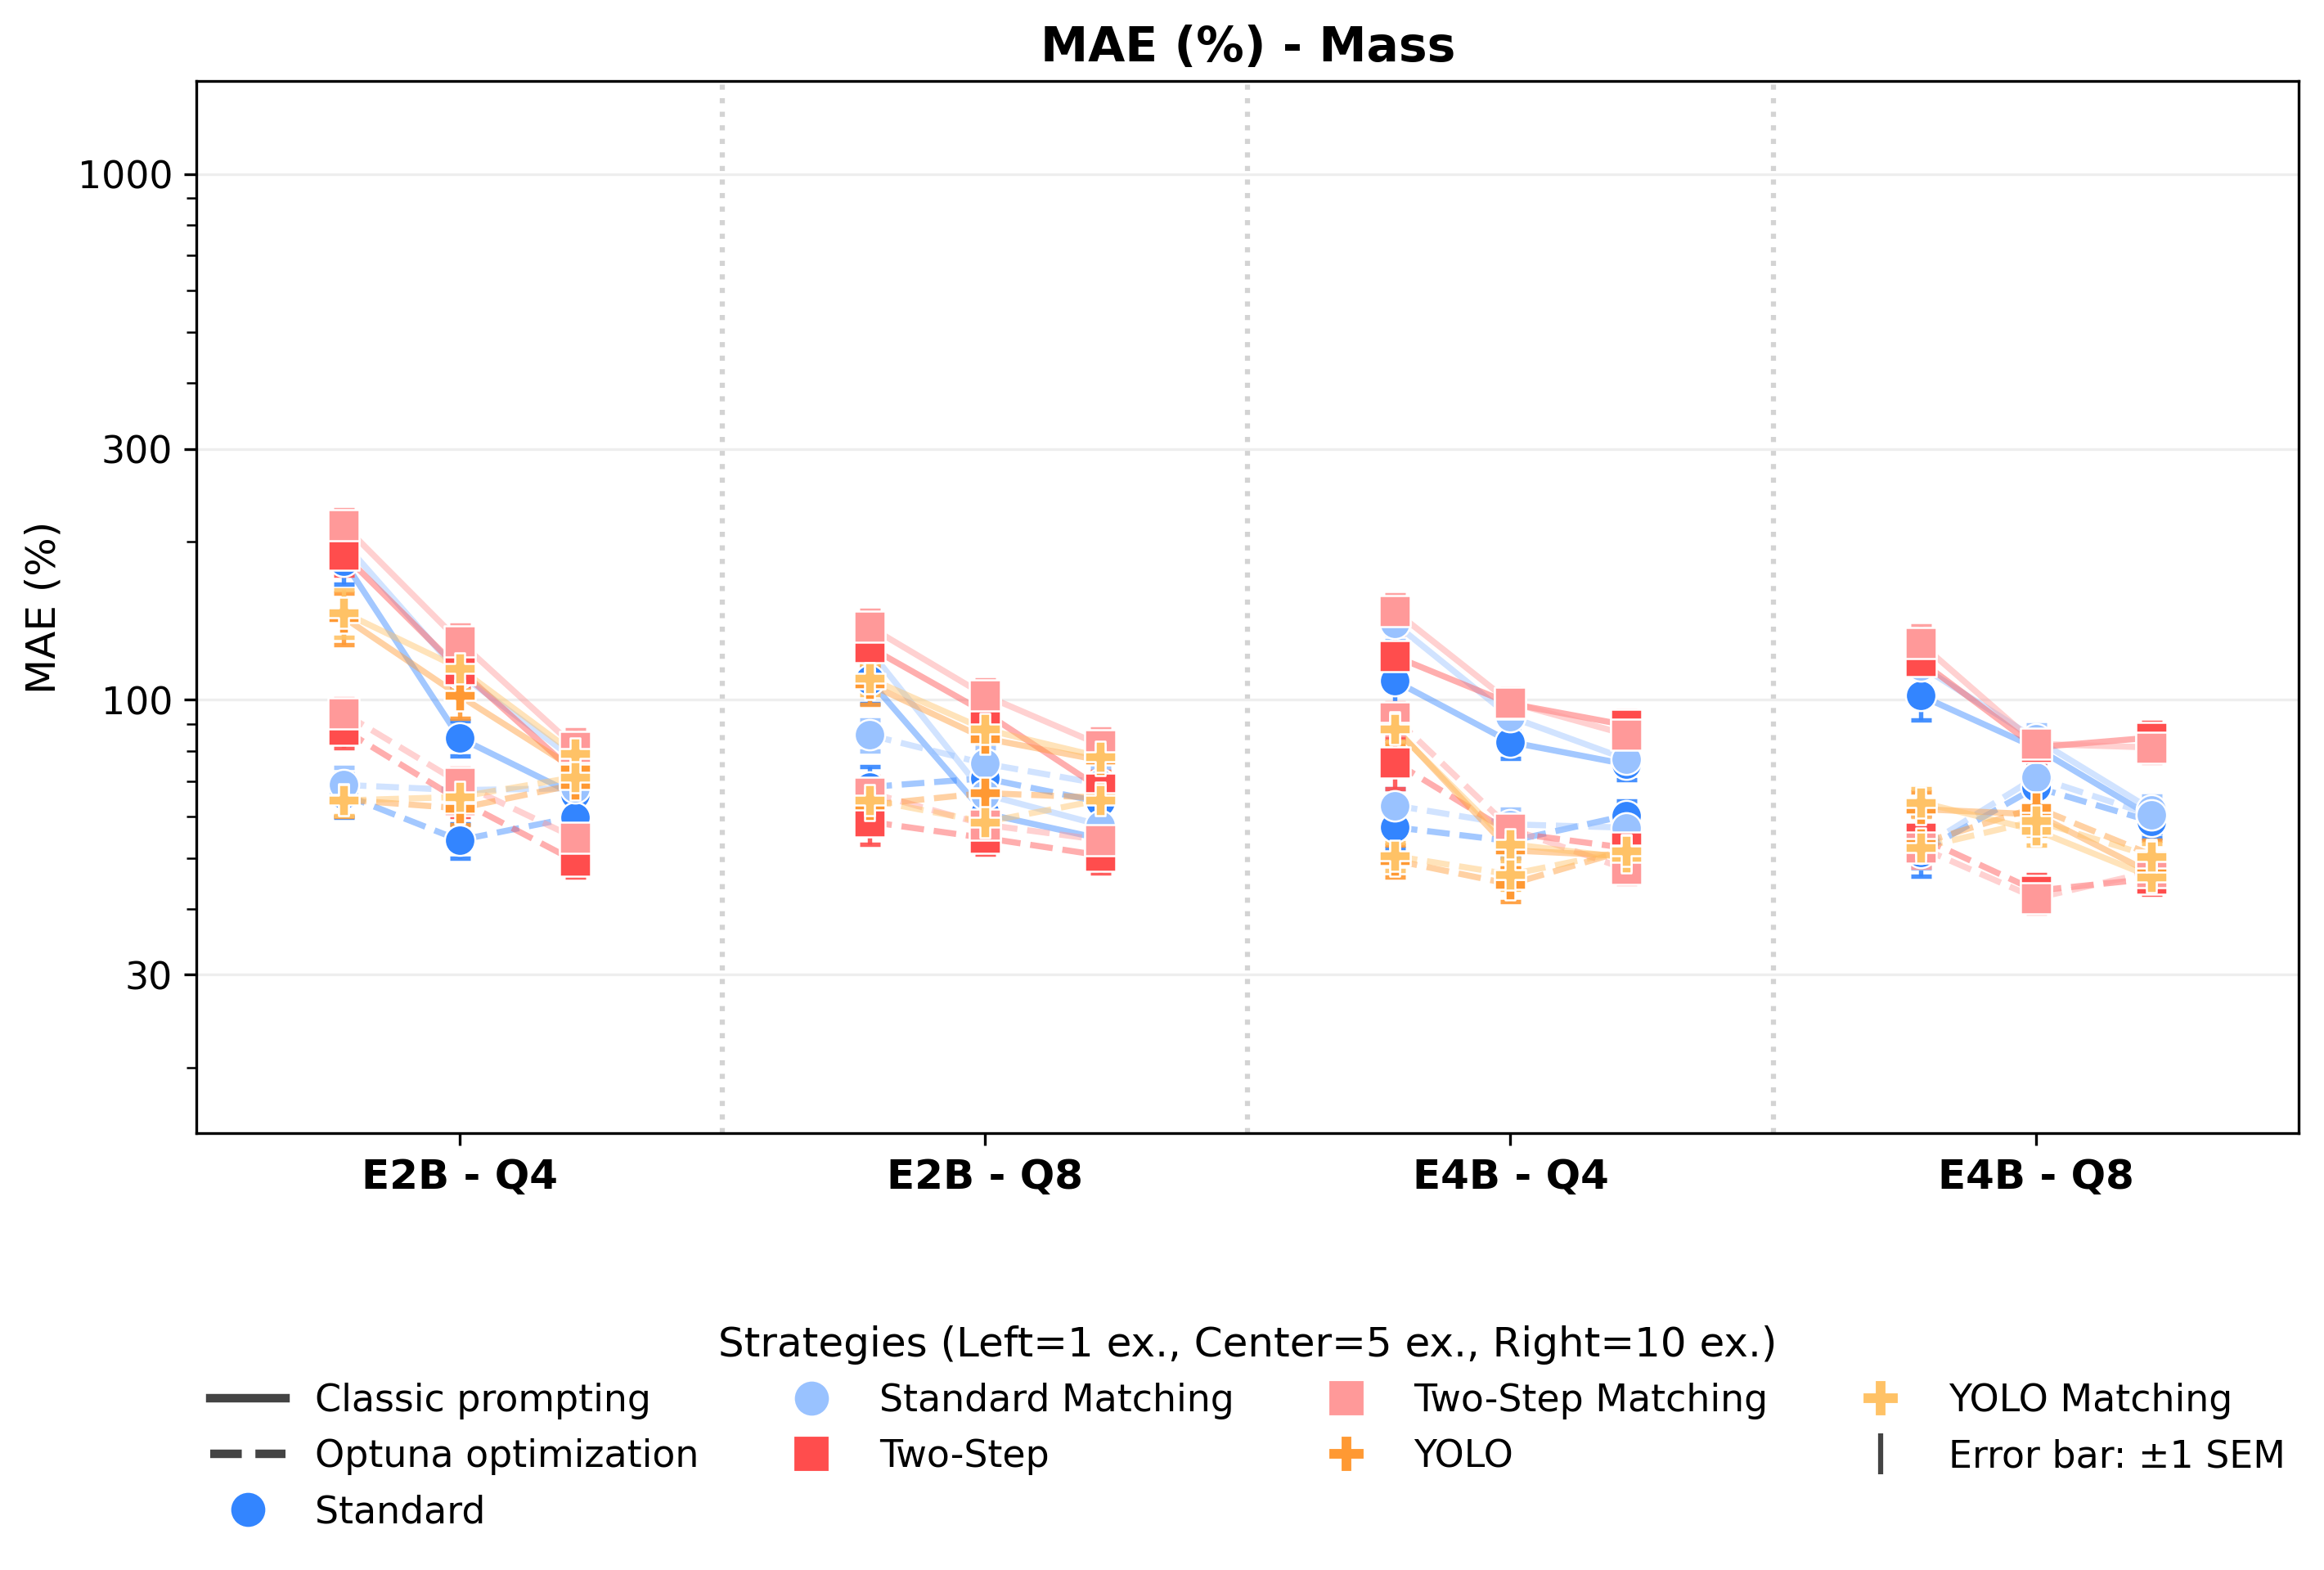 MAE (%) - Mass
MAE (%)
1000
300
100
30
E2B - Q4
E2B - Q8
E4B - Q4
E4B - Q8
Strategies (Left=1 ex., Center=5 ex., Right=10 ex.)
Classic prompting
Optuna optimization
Standard
Standard Matching
Two-Step
Two-Step Matching
YOLO
YOLO Matching
Error bar: ±1 SEM